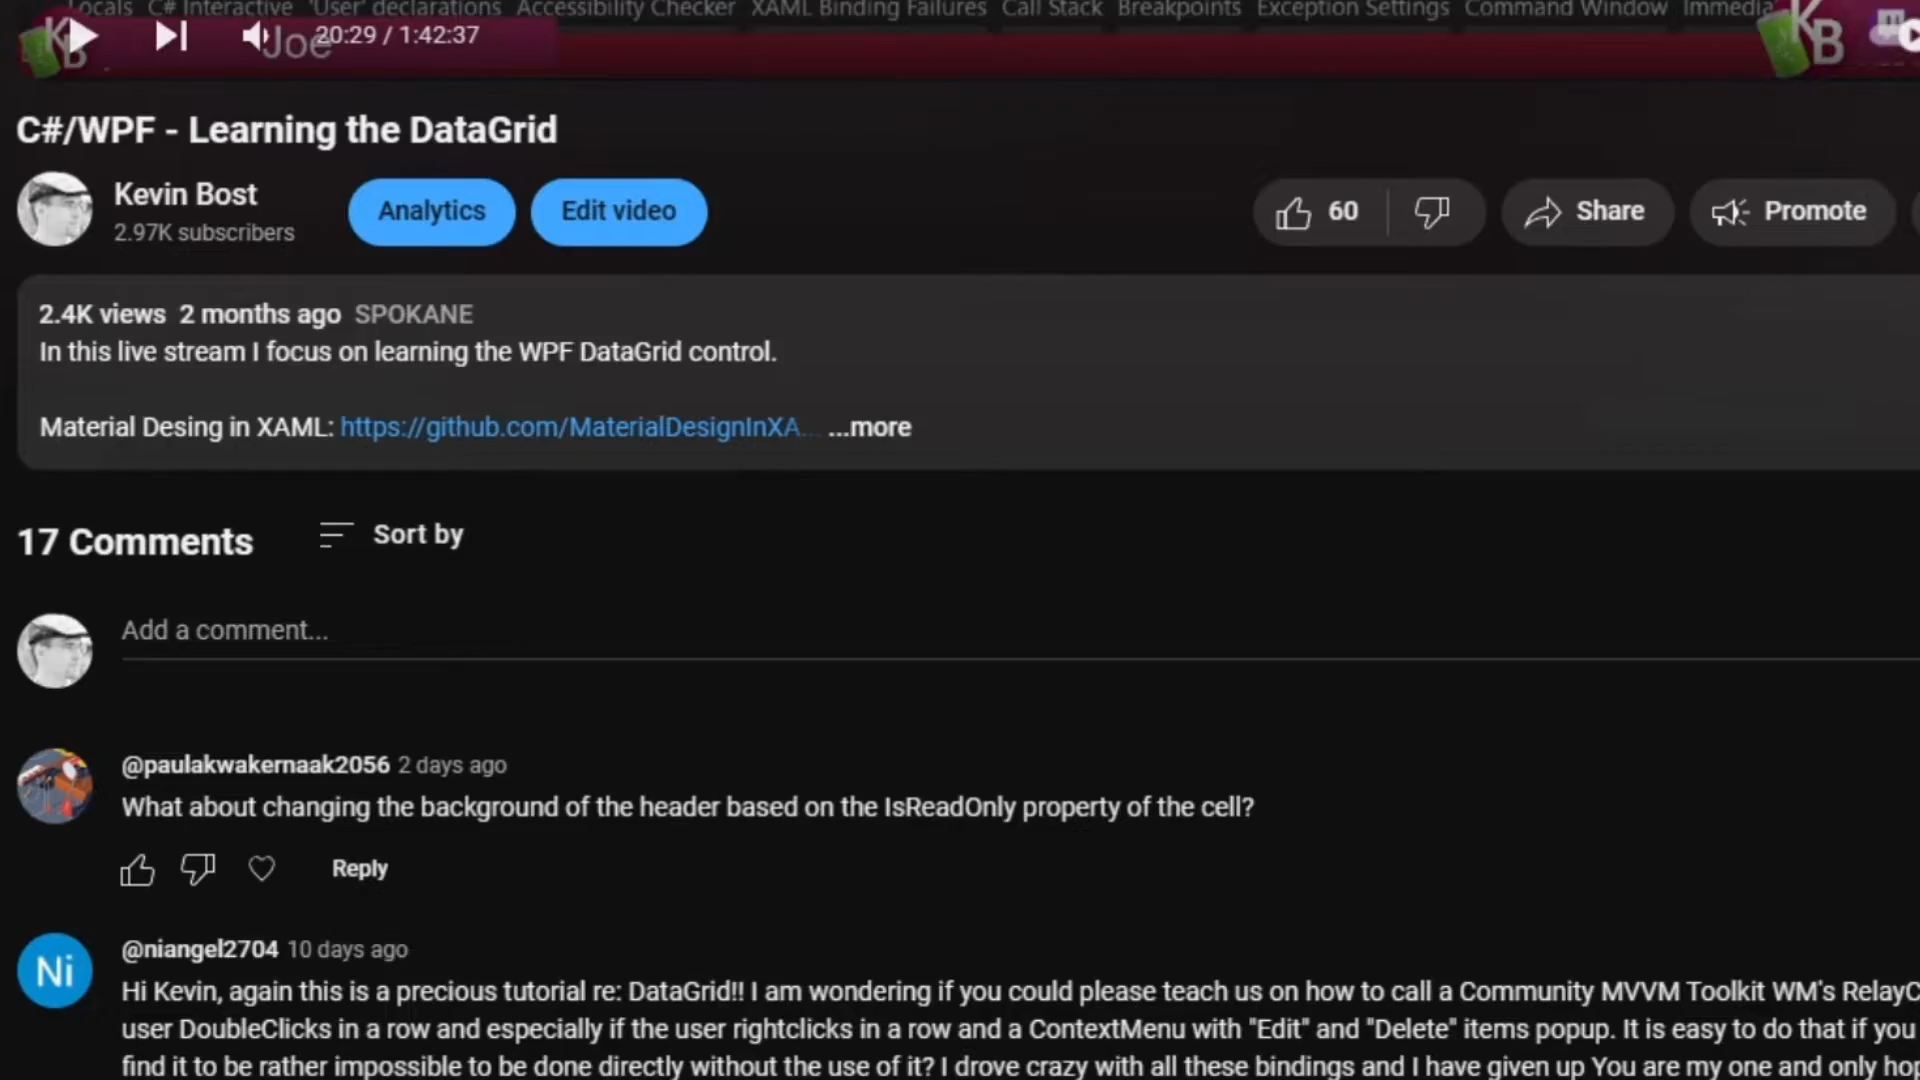 Locals C# Interactive 'User' declarations Accessibility Checker XAML Binding Failures Call Stack Breakpoints Exception Settings Command Window Immedia
KB Joe 20:29 / 1:42:37 KB
C#/WPF - Learning the DataGrid
Kevin Bost
2.97K subscribers
Analytics Edit video 60 Share Promote
2.4K views 2 months ago SPOKANE
In this live stream I focus on learning the WPF DataGrid control.
Material Desing in XAML: https://github.com/MaterialDesignInXA... ...more
17 Comments Sort by
Add a comment...
@paulakwakernaak2056 2 days ago
What about changing the background of the header based on the IsReadOnly property of the cell?
Reply
Ni
@niangel2704 10 days ago
Hi Kevin, again this is a precious tutorial re: DataGrid!! I am wondering if you could please teach us on how to call a Community MVVM Toolkit WM's RelayC
user DoubleClicks in a row and especially if the user rightclicks in a row and a ContextMenu with "Edit" and "Delete" items popup. It is easy to do that if you
find it to be rather impossible to be done directly without the use of it? I drove crazy with all these bindings and I have given up You are my one and only hop